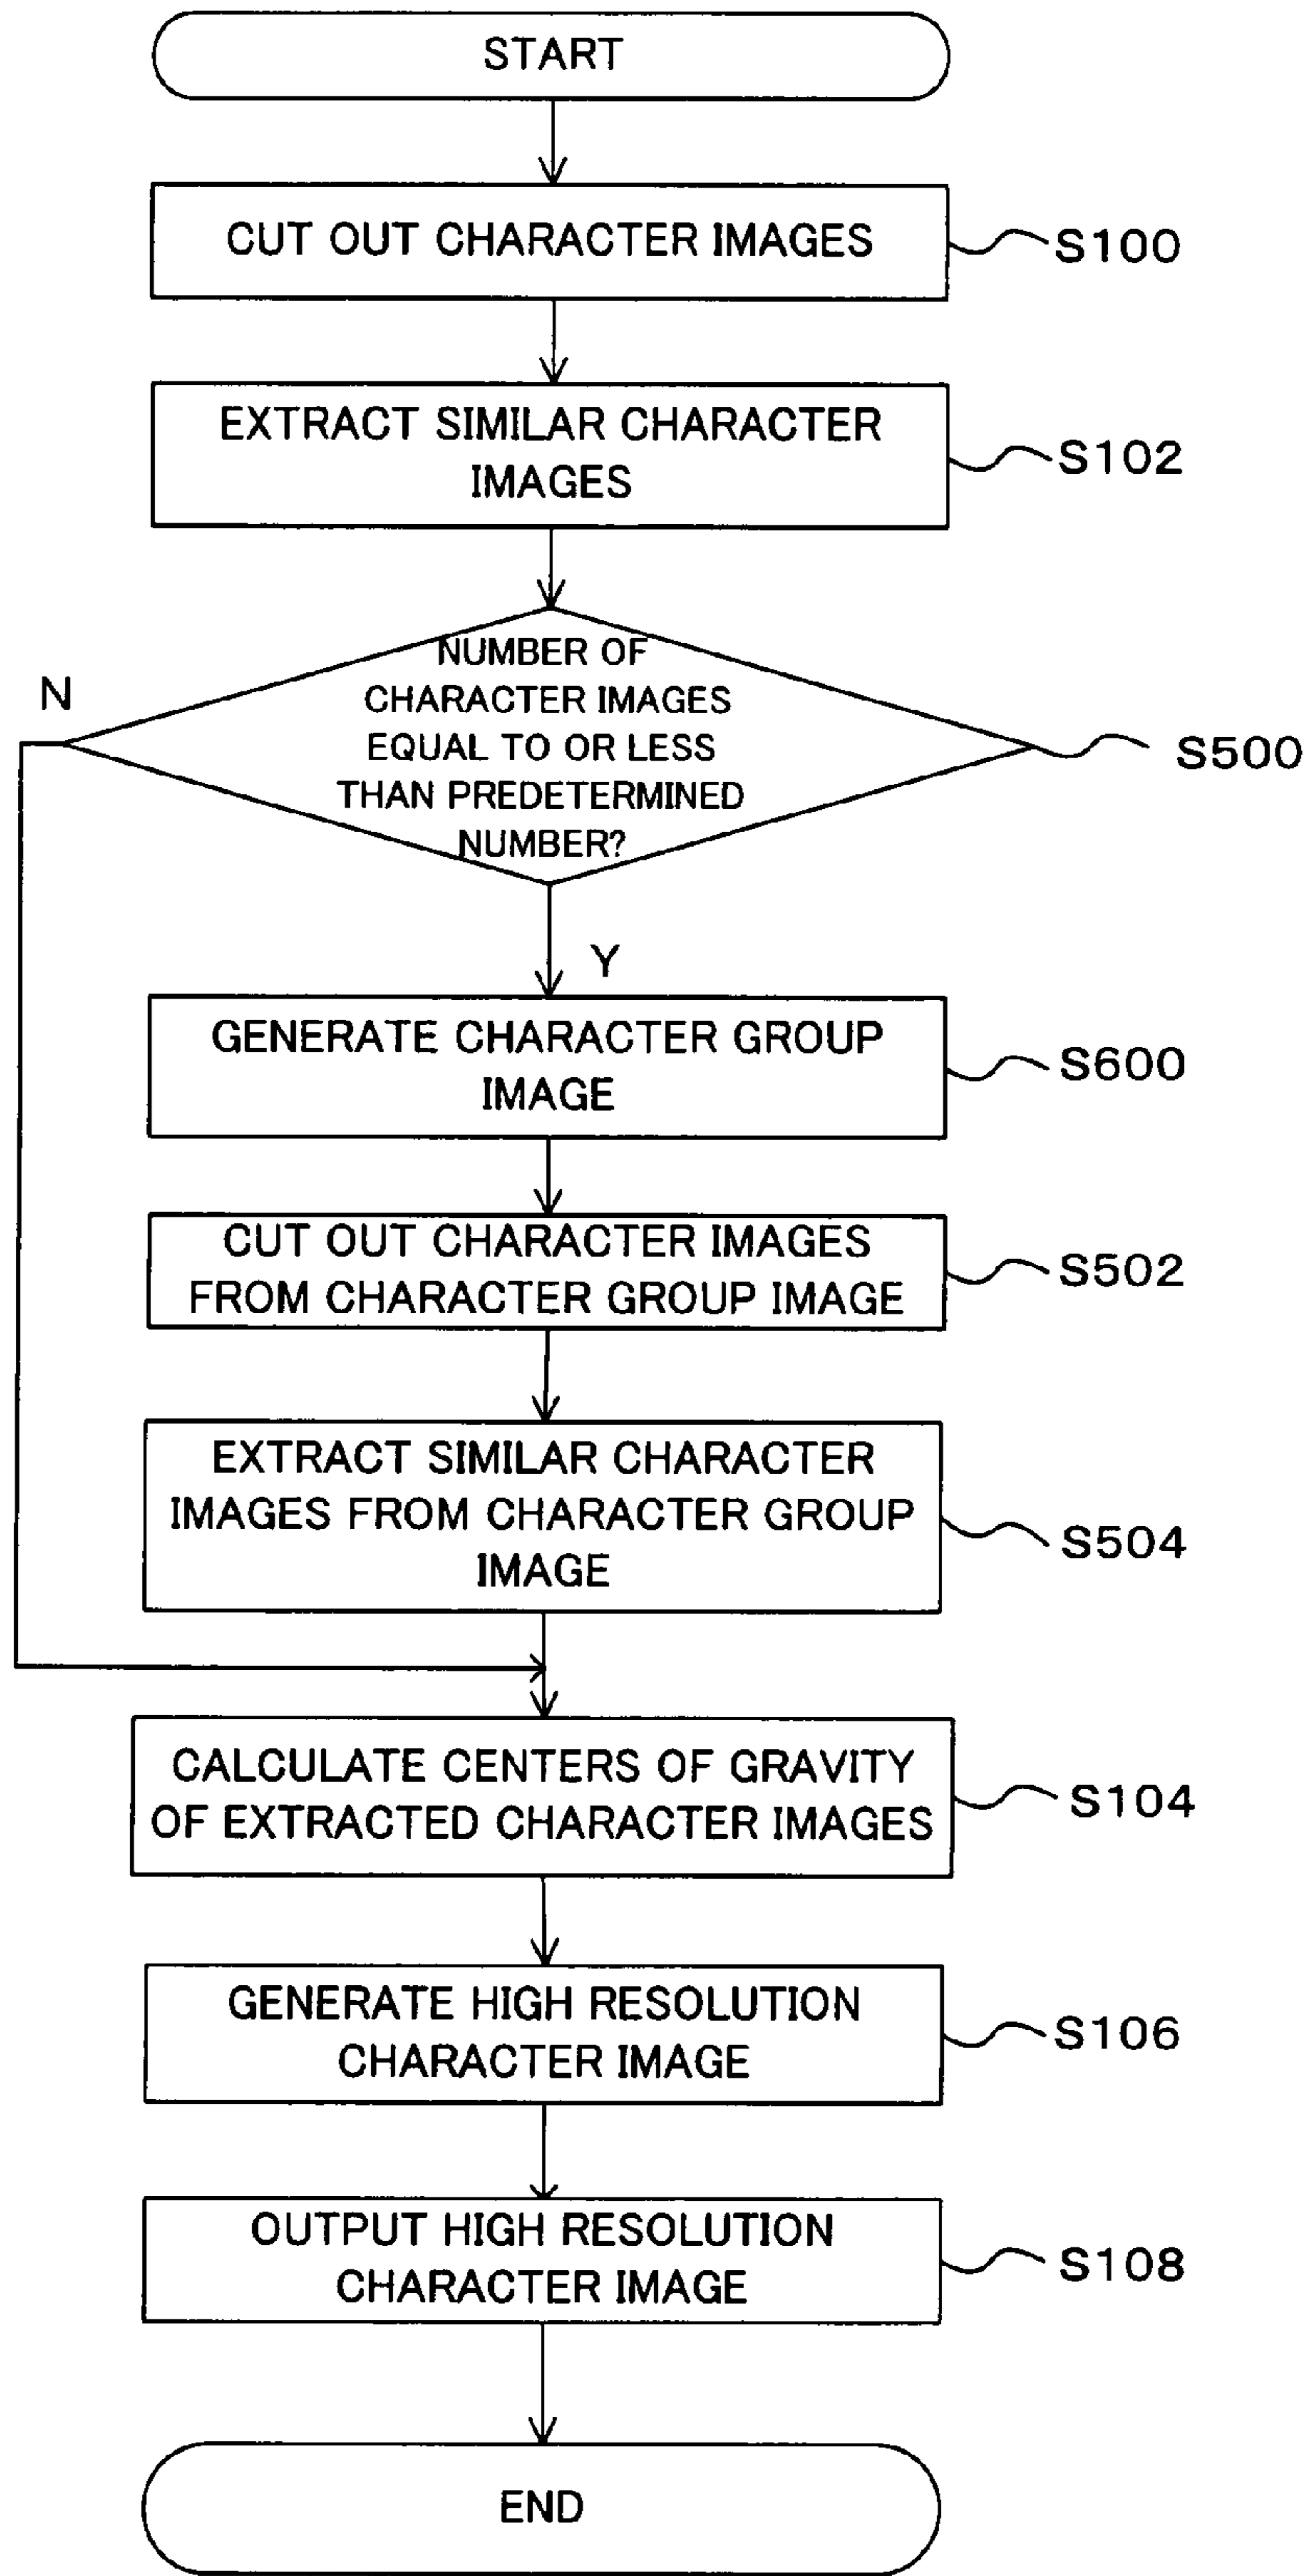 START
CUT OUT CHARACTER IMAGES
S100
EXTRACT SIMILAR CHARACTER
IMAGES
S102
NUMBER OF
CHARACTER IMAGES
EQUAL TO OR LESS
THAN PREDETERMINED
NUMBER?
N
S500
Y
GENERATE CHARACTER GROUP
IMAGE
S600
CUT OUT CHARACTER IMAGES
FROM CHARACTER GROUP IMAGE
S502
EXTRACT SIMILAR CHARACTER
IMAGES FROM CHARACTER GROUP
IMAGE
S504
CALCULATE CENTERS OF GRAVITY
OF EXTRACTED CHARACTER IMAGES
S104
GENERATE HIGH RESOLUTION
CHARACTER IMAGE
S106
OUTPUT HIGH RESOLUTION
CHARACTER IMAGE
S108
END